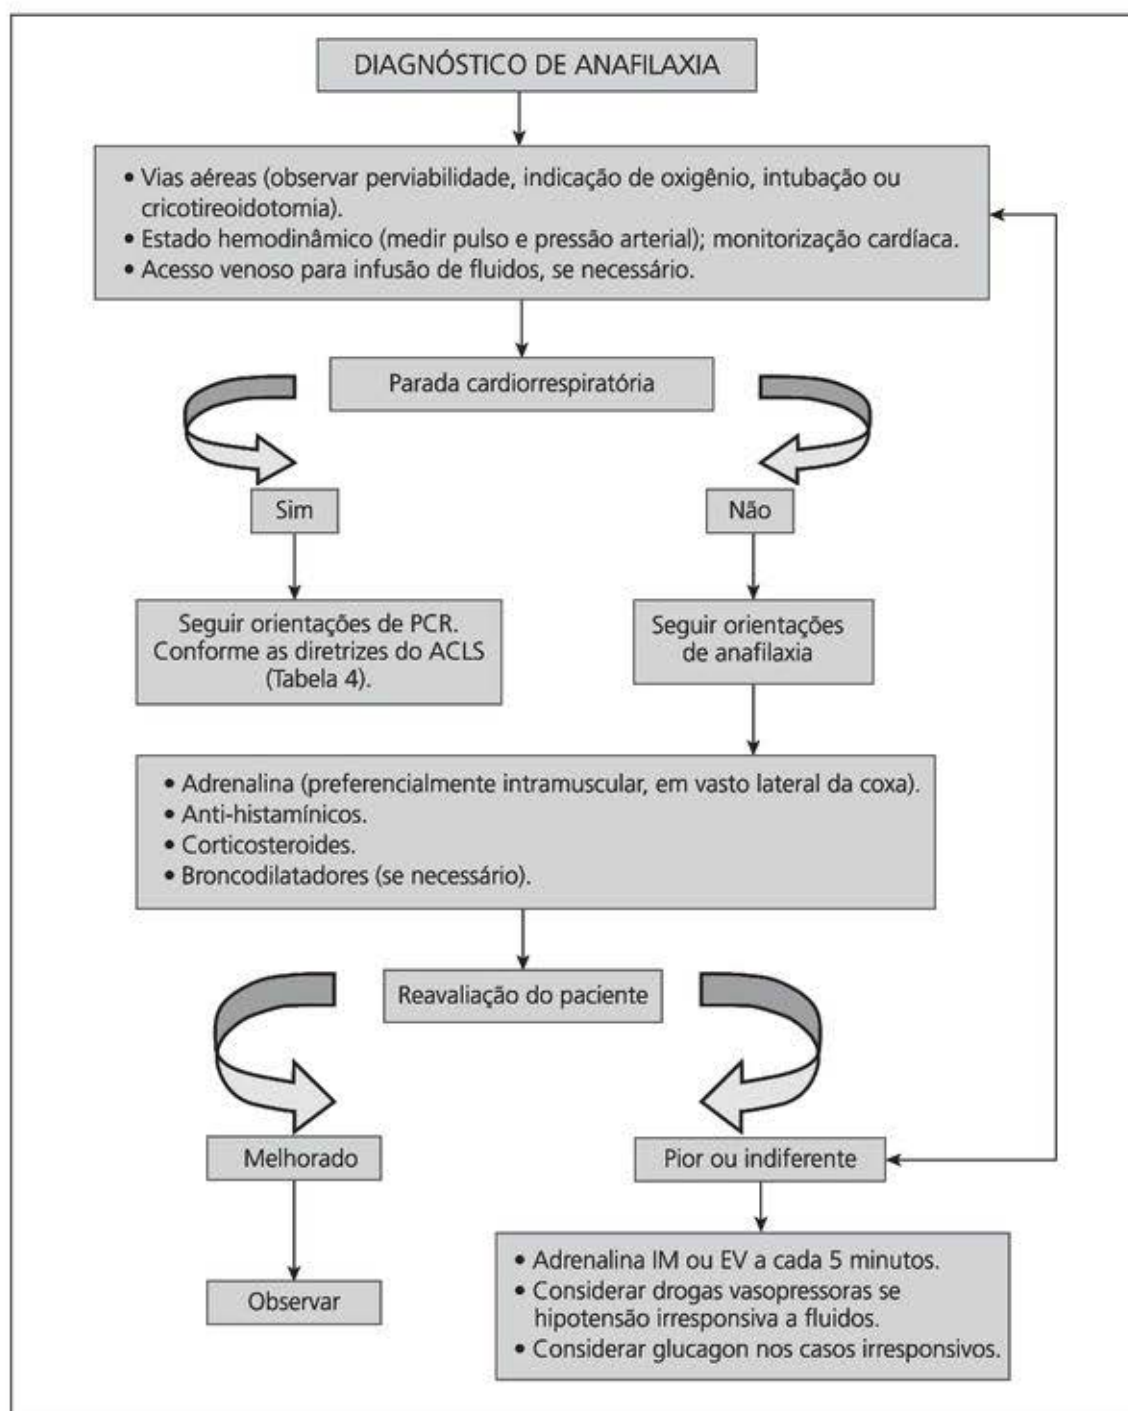 DIAGNÓSTICO DE ANAFILAXIA
• Vias aéreas (observar perviabilidade, indicação de oxigênio, intubação ou
cricotireoidotomia).
• Estado hemodinâmico (medir pulso e pressão arterial); monitorização cardíaca.
• Acesso venoso para infusão de fluidos, se necessário.
Parada cardiorrespiratória
Sim
Não
Seguir orientações de PCR.
Conforme as diretrizes do ACLS
(Tabela 4).
Seguir orientações
de anafilaxia
• Adrenalina (preferencialmente intramuscular, em vasto lateral da coxa).
• Anti-histamínicos.
• Corticosteroides.
• Broncodilatadores (se necessário).
Reavaliação do paciente
Melhorado
Pior ou indiferente
Observar
• Adrenalina IM ou EV a cada 5 minutos.
• Considerar drogas vasopressoras se
hipotensão irresponsiva a fluidos.
• Considerar glucagon nos casos irresponsivos.